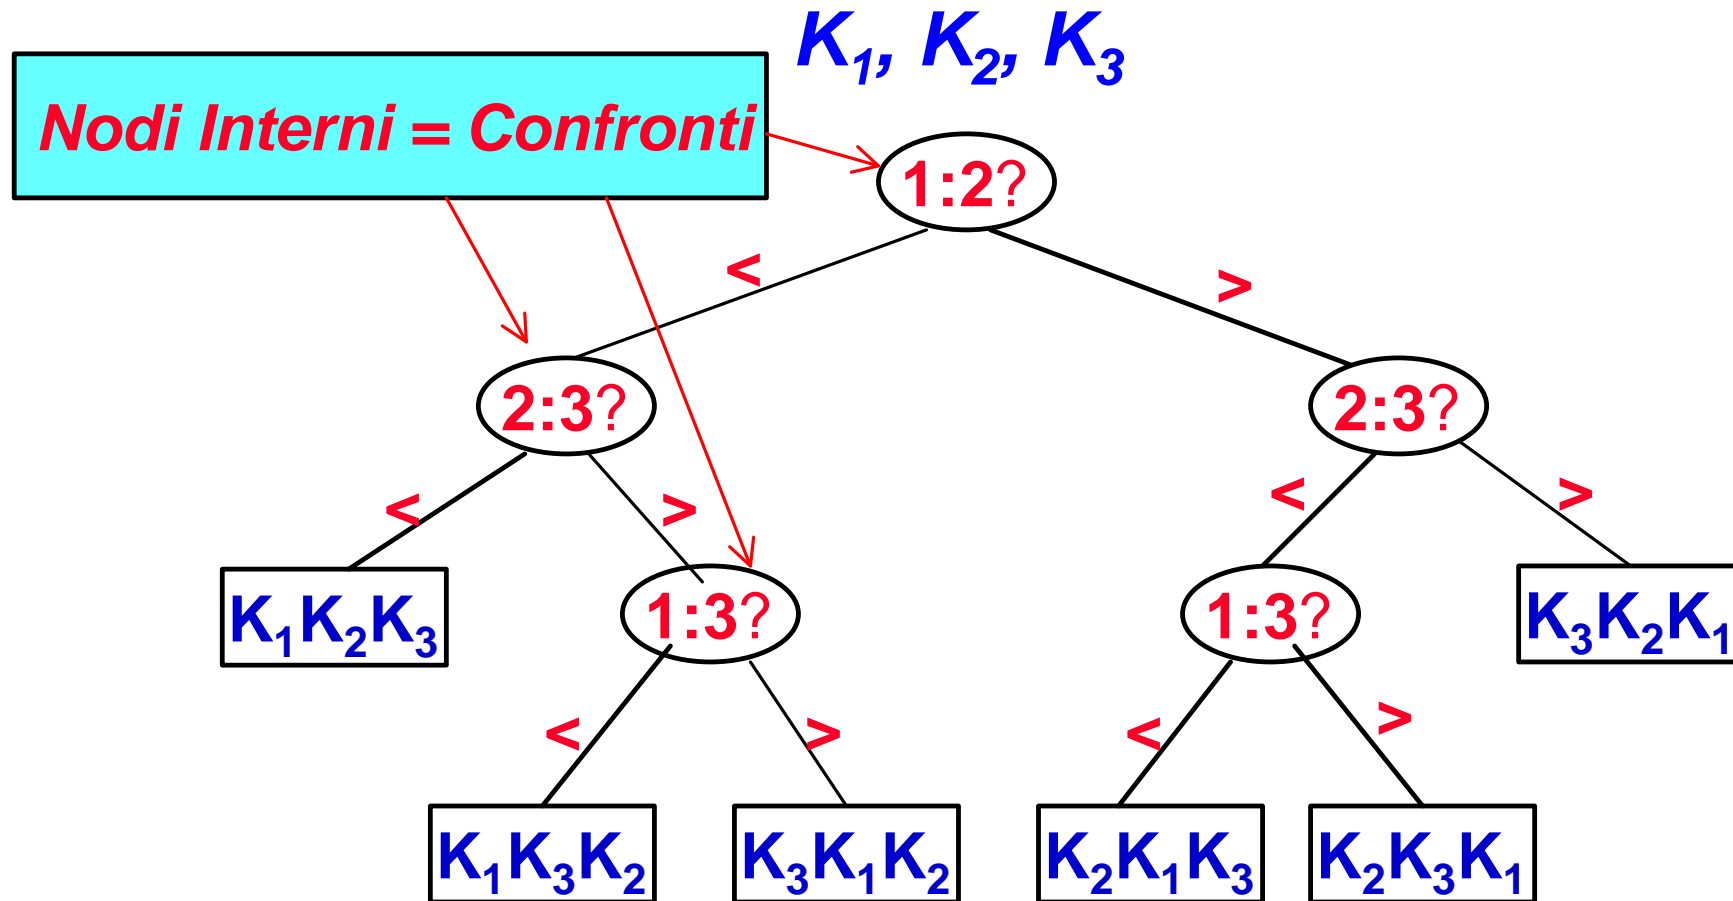 K₁, K₂, K₃
Nodi Interni = Confronti
1:2?
<
>
2:3?
2:3?
<
>
<
>
K₁K₂K₃
1:3?
1:3?
K₃K₂K₁
<
>
<
>
K₁K₃K₂
K₃K₁K₂
K₂K₁K₃
K₂K₃K₁